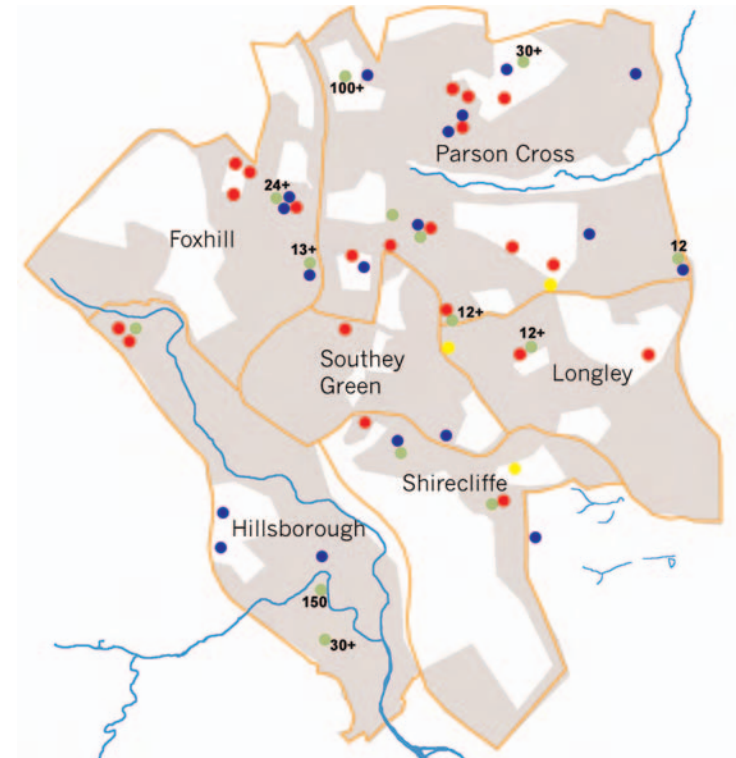 30+
100+
Parson Cross
24+
Foxhill
13+
12
12+
12+
Southey
Green
Longley
Shirecliffe
Hillsborough
150
30+